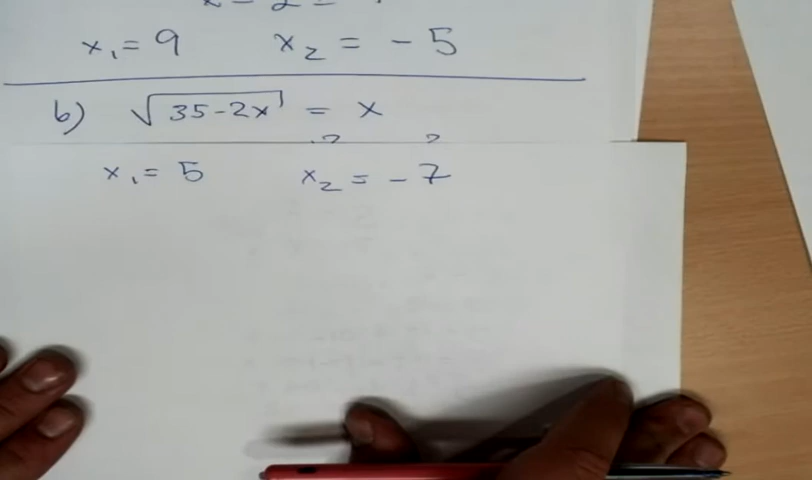 x₁ = 9 x₂ = - 5
b) √35-2x = x
x₁ = 5 x₂ = - 7